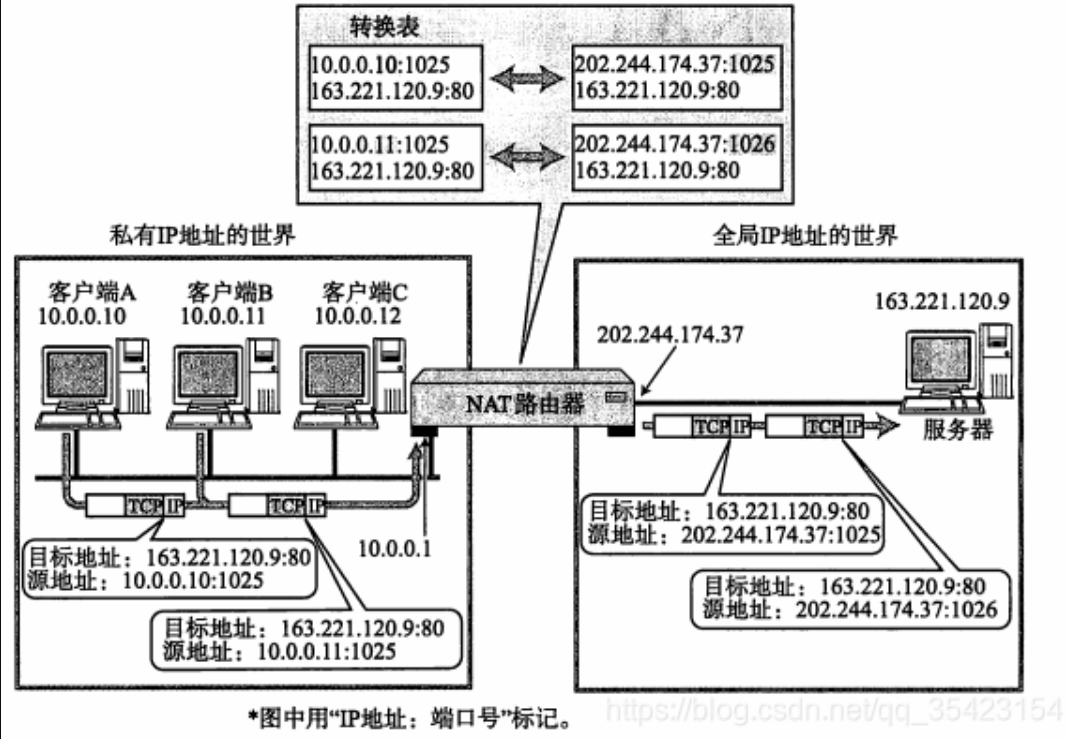 转换表
10.0.0.10:1025
163.221.120.9:80
202.244.174.37:1025
163.221.120.9:80
10.0.0.11:1025
163.221.120.9:80
202.244.174.37:1026
163.221.120.9:80
私有IP地址的世界
全局IP地址的世界
客户端A
10.0.0.10
客户端B
10.0.0.11
客户端C
10.0.0.12
163.221.120.9
202.244.174.37
NAT路由器
服务器
TCP IP
TCP IP
TCP IP
TCP IP
10.0.0.1
目标地址：163.221.120.9:80
源地址：10.0.0.10:1025
目标地址：163.221.120.9:80
源地址：10.0.0.11:1025
目标地址：163.221.120.9:80
源地址：202.244.174.37:1025
目标地址：163.221.120.9:80
源地址：202.244.174.37:1026
*图中用“IP地址：端口号”标记。
https://blog.csdn.net/qq_35423154